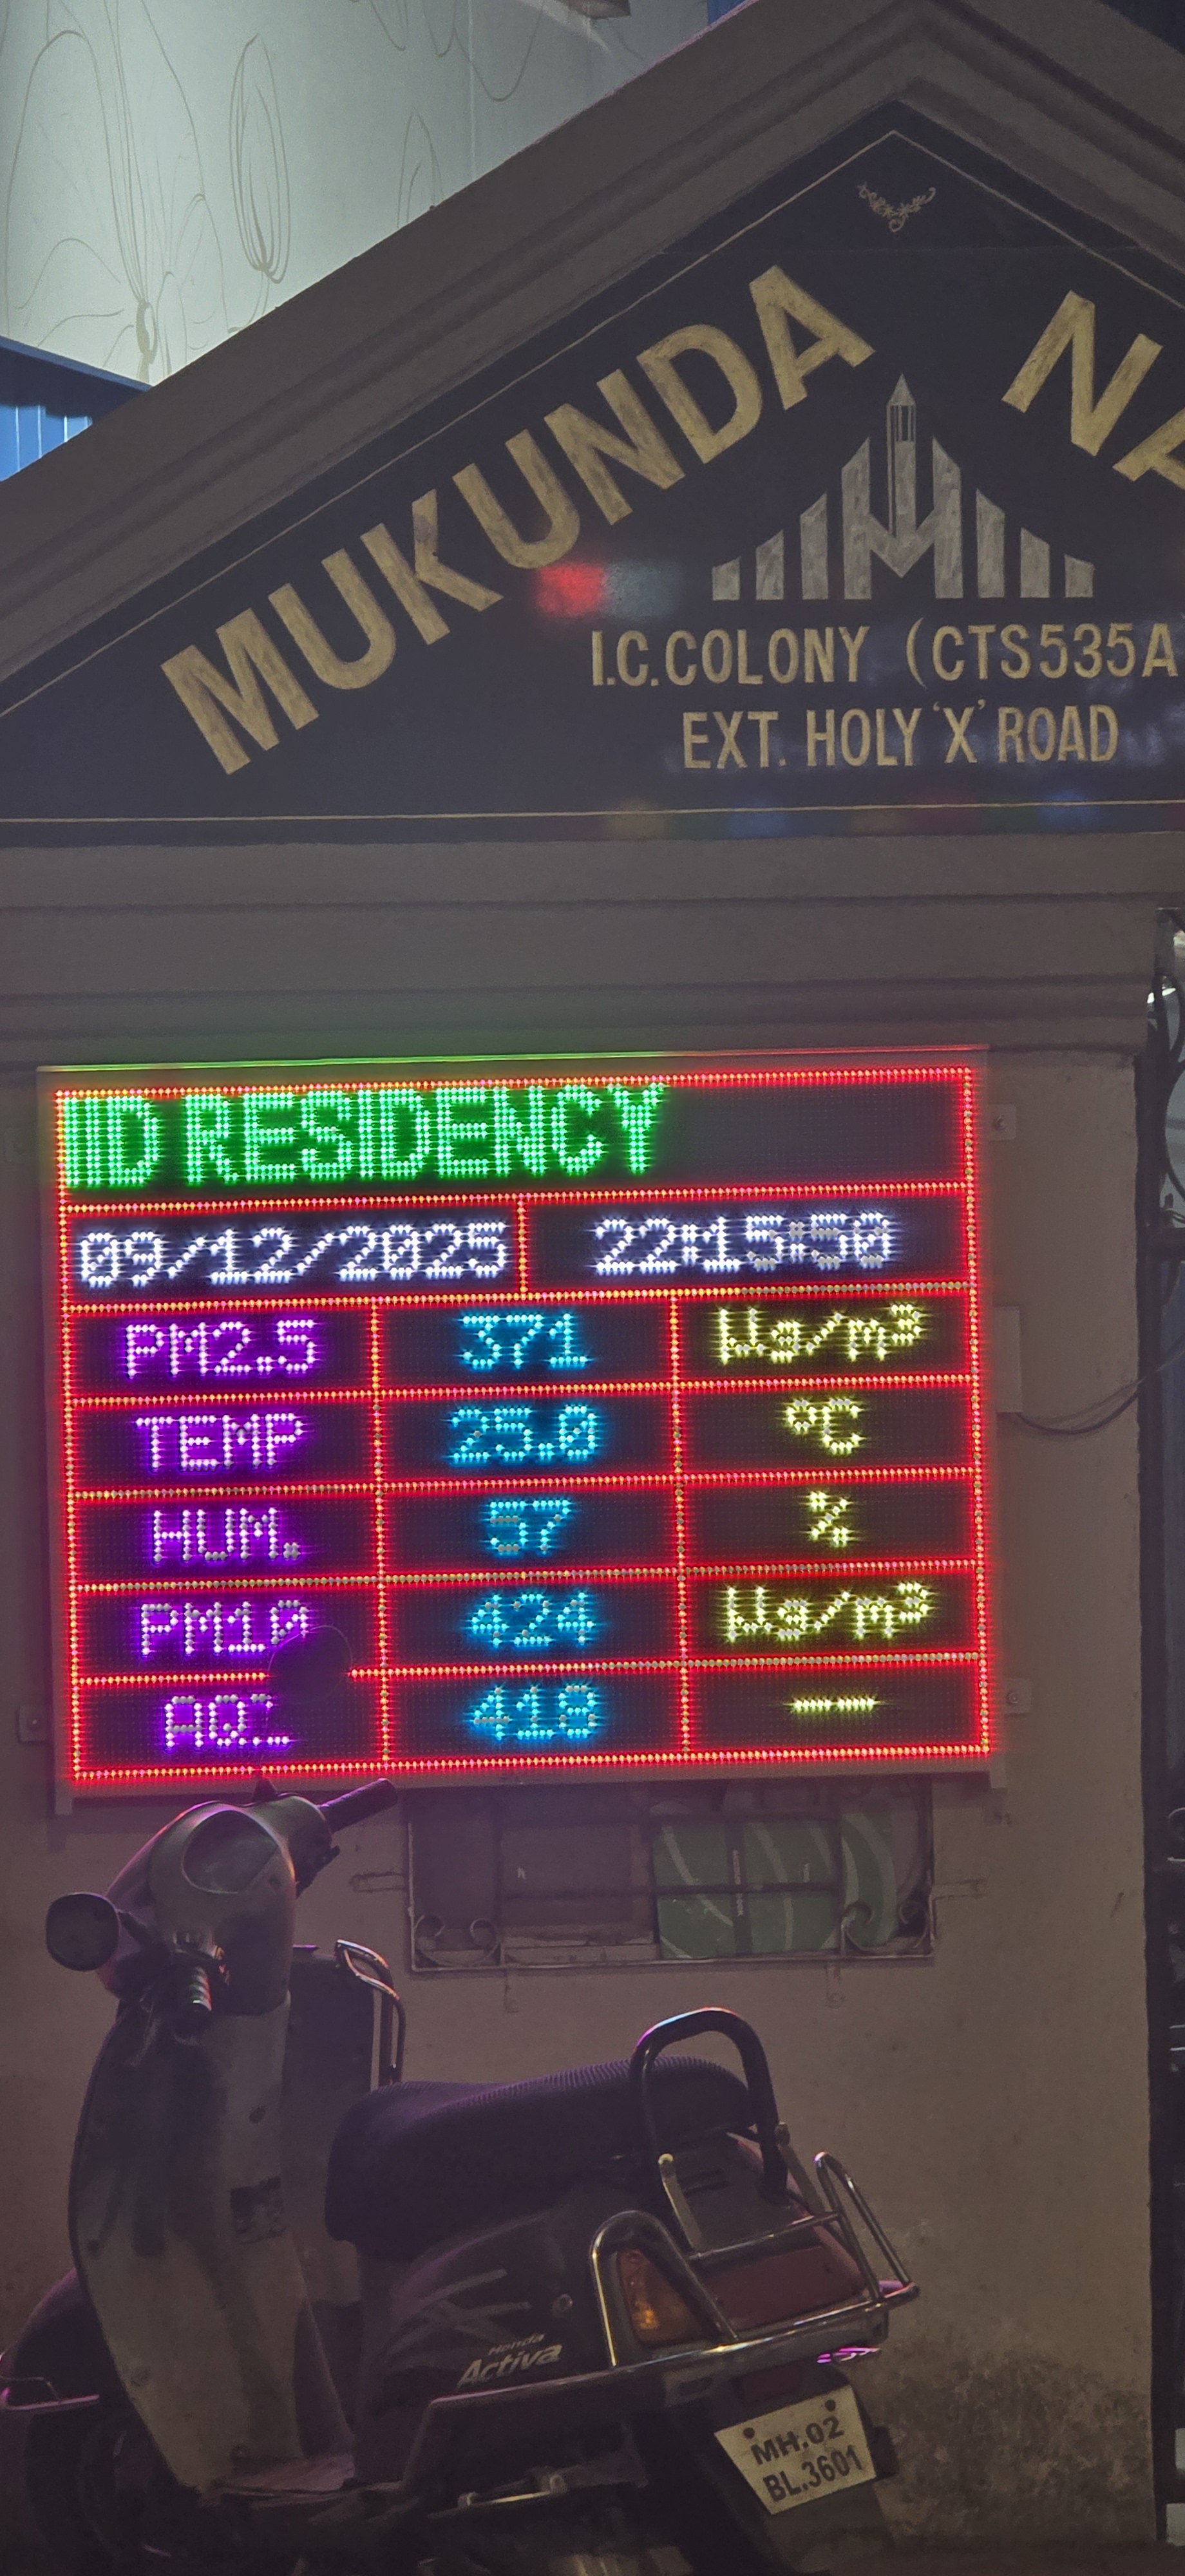 MUKUNDA
I.C.COLONY (CTS535A
EXT. HOLY 'X' ROAD
D RESIDENCY
09/12/2025 22:15:50
PM2.5 371 µg/m³
TEMP 25.0 °C
HUM. 57 %
PM10 424 µg/m³
AQI 418 ----
Honda
Activa
MH.02
BL.3601